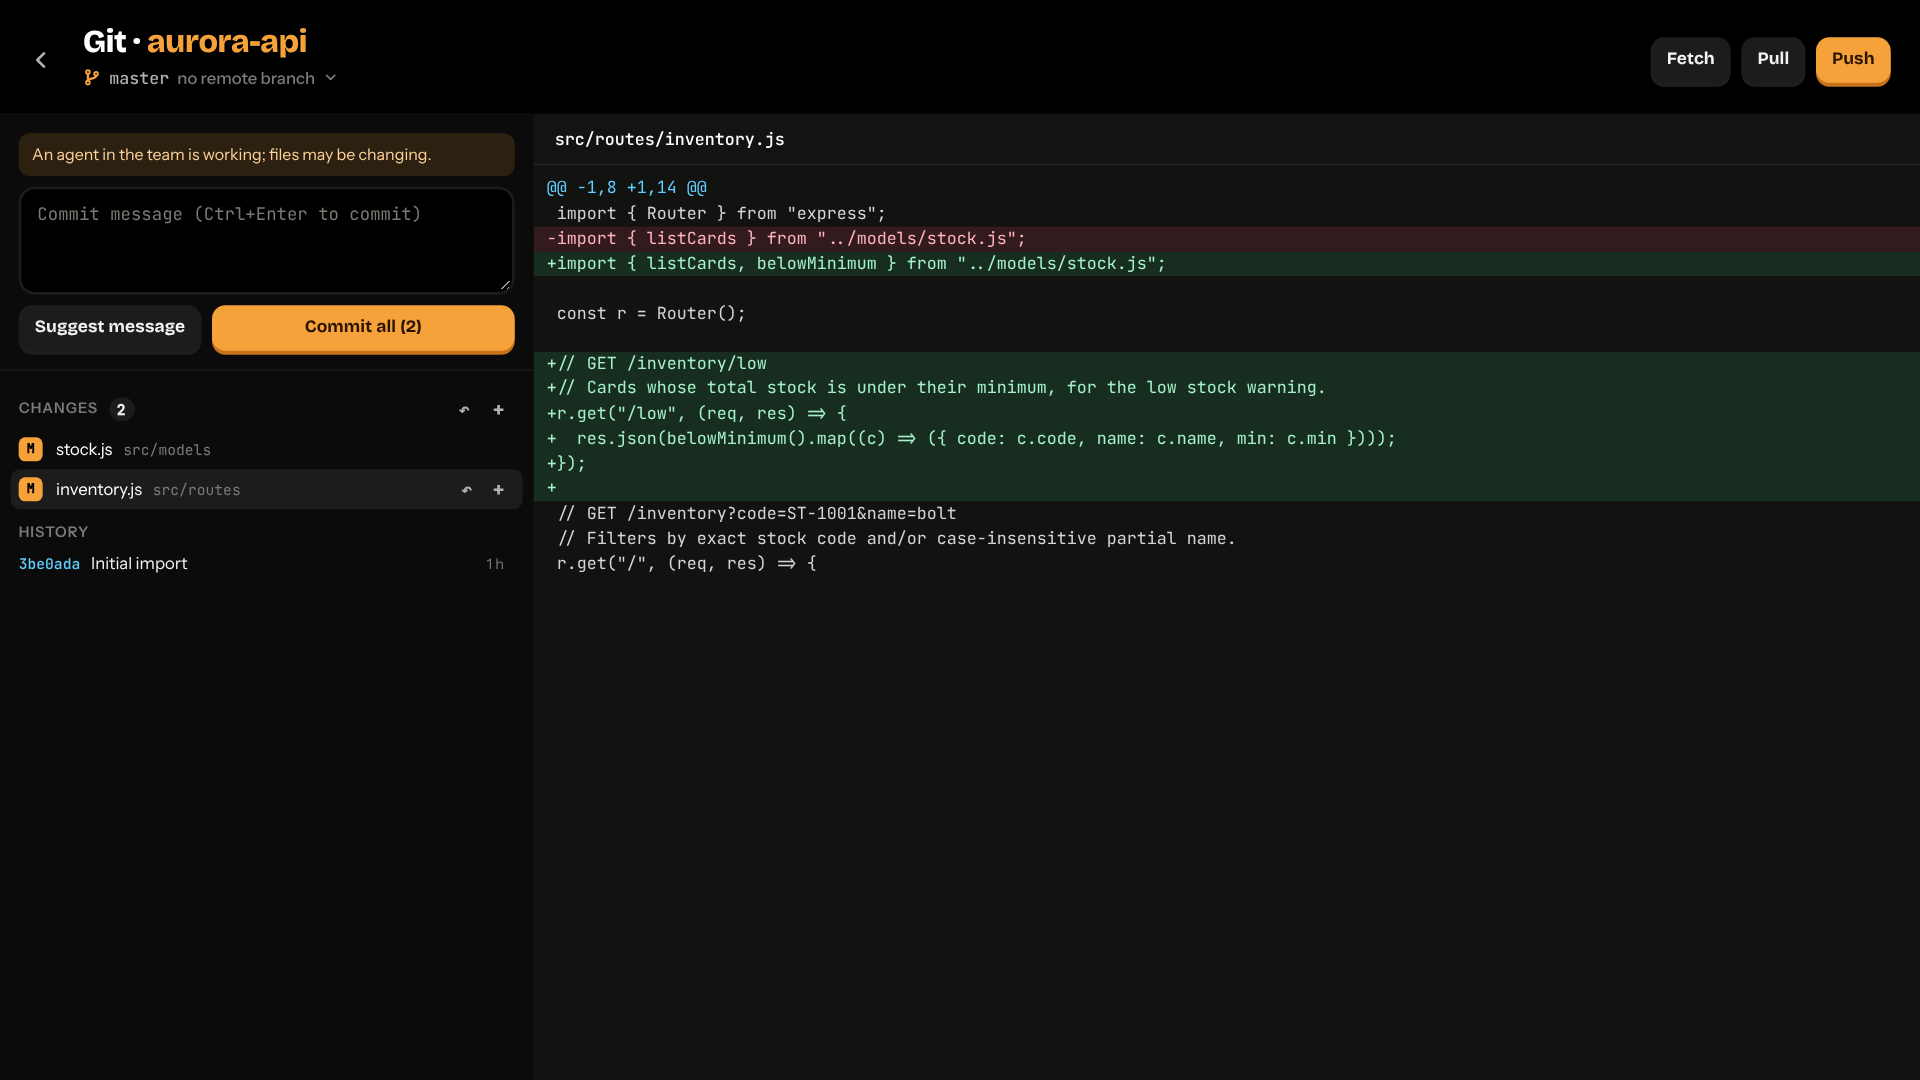 Git · aurora-api
master no remote branch
Fetch
Pull
Push
An agent in the team is working; files may be changing.
Commit message (Ctrl+Enter to commit)
Suggest message
Commit all (2)
CHANGES 2
M stock.js src/models
M inventory.js src/routes
HISTORY
3be0ada Initial import 1h
src/routes/inventory.js
@@ -1,8 +1,14 @@
 import { Router } from "express";
-import { listCards } from "../models/stock.js";
+import { listCards, belowMinimum } from "../models/stock.js";
 const r = Router();
+// GET /inventory/low
+// Cards whose total stock is under their minimum, for the low stock warning.
+r.get("/low", (req, res) => {
+  res.json(belowMinimum().map((c) => ({ code: c.code, name: c.name, min: c.min })));
+});
+
 // GET /inventory?code=ST-1001&name=bolt
 // Filters by exact stock code and/or case-insensitive partial name.
 r.get("/", (req, res) => {